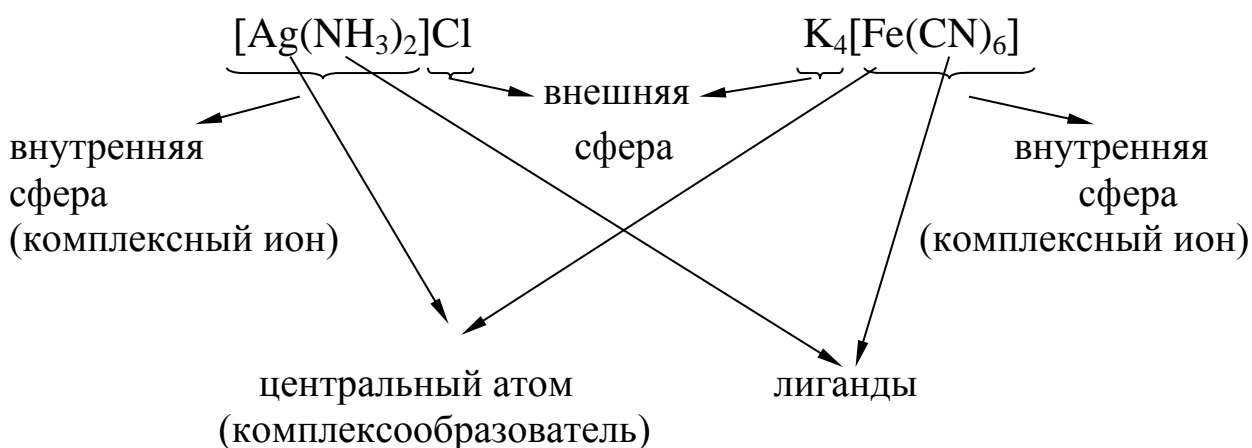 [Ag(NH₃)₂]Cl K₄[Fe(CN)₆]
внешняя
сфера
внутренняя
сфера
(комплексный ион)
внутренняя
сфера
(комплексный ион)
центральный атом
(комплексообразователь)
лиганды